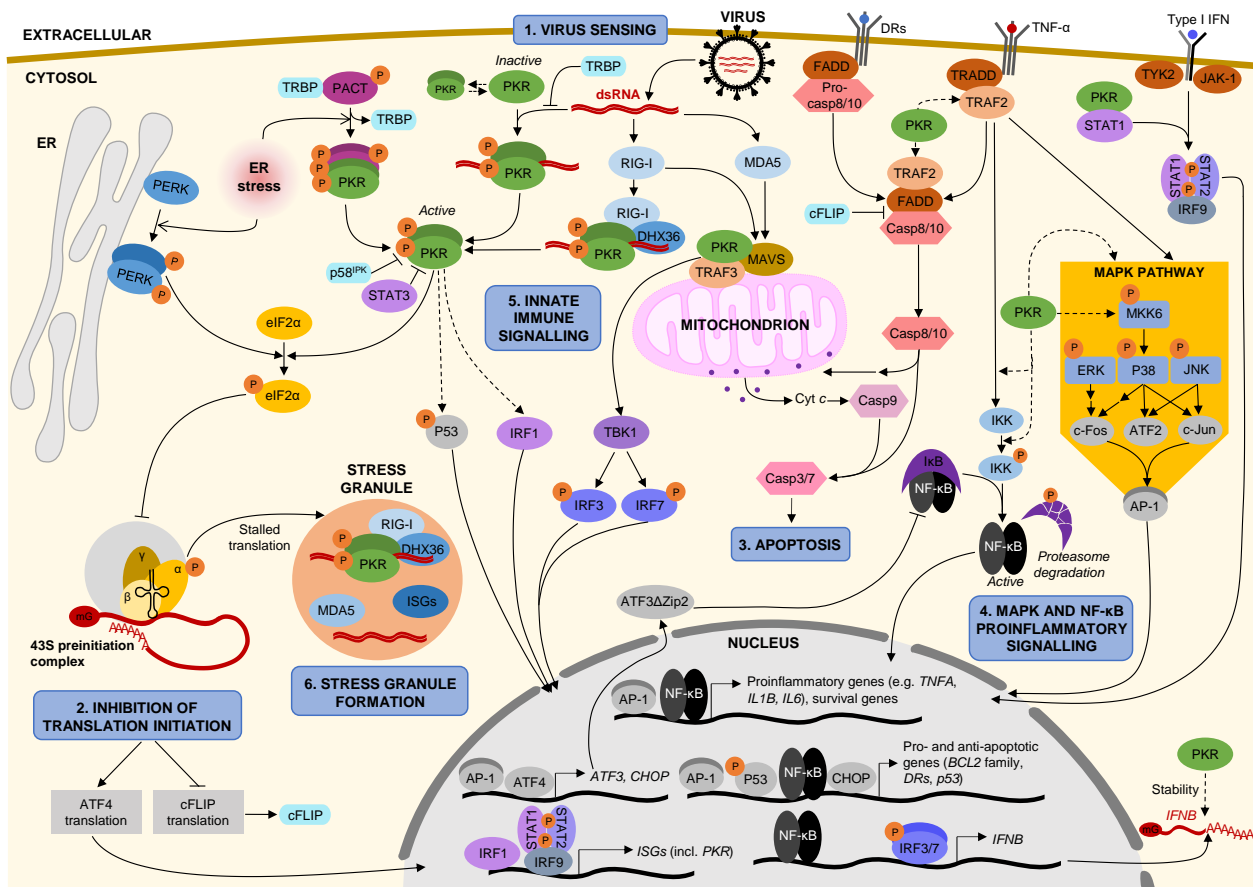 EXTRACELLULAR
1. VIRUS SENSING
VIRUS
DRs
TNF-α
Type I IFN
CYTOSOL
TRBP
PACT
P
TRBP
PKR
Inactive
PKR
TRBP
dsRNA
FADD
Pro-
casp8/10
TRADD
TRAF2
TYK2
JAK-1
PKR
STAT1
ER
ER
stress
PERK
P
P
P
PKR
P
P
PKR
RIG-I
MDA5
PKR
TRAF2
FADD
Casp8/10
cFLIP
STAT1
STAT2
P
P
IRF9
PERK
P
P
Active
P
P
PKR
p58IPK
STAT3
RIG-I
DHX36
P
P
PKR
PKR
MAVS
TRAF3
MITOCHONDRION
5. INNATE
IMMUNE
SIGNALLING
eIF2α
P
eIF2α
P
P53
IRF1
TBK1
P
IRF3
P
IRF7
Cyt c
Casp9
Casp8/10
Casp3/7
3. APOPTOSIS
PKR
MAPK PATHWAY
P
MKK6
P
ERK
P
P38
P
JNK
c-Fos
ATF2
c-Jun
AP-1
IKK
IKK
P
IκB
NF-κB
NF-κB
Active
P
Proteasome
degradation
4. MAPK AND NF-κB
PROINFLAMMATORY
SIGNALLING
γ
α
β
P
mG
AAAAA
43S preinitiation
complex
Stalled
translation
STRESS
GRANULE
RIG-I
DHX36
P
P
PKR
MDA5
ISGs
6. STRESS GRANULE
FORMATION
2. INHIBITION OF
TRANSLATION INITIATION
ATF4
translation
cFLIP
translation
cFLIP
ATF3ΔZip2
NUCLEUS
AP-1
NF-κB
Proinflammatory genes (e.g. TNFA,
IL1B, IL6), survival genes
AP-1
ATF4
ATF3, CHOP
AP-1
P
P53
NF-κB
CHOP
Pro- and anti-apoptotic
genes (BCL2 family,
DRs, p53)
IRF1
STAT1
STAT2
P
P
IRF9
ISGs (incl. PKR)
NF-κB
P
IRF3/7
IFNB
PKR
Stability
IFNB
mG
AAAAAA